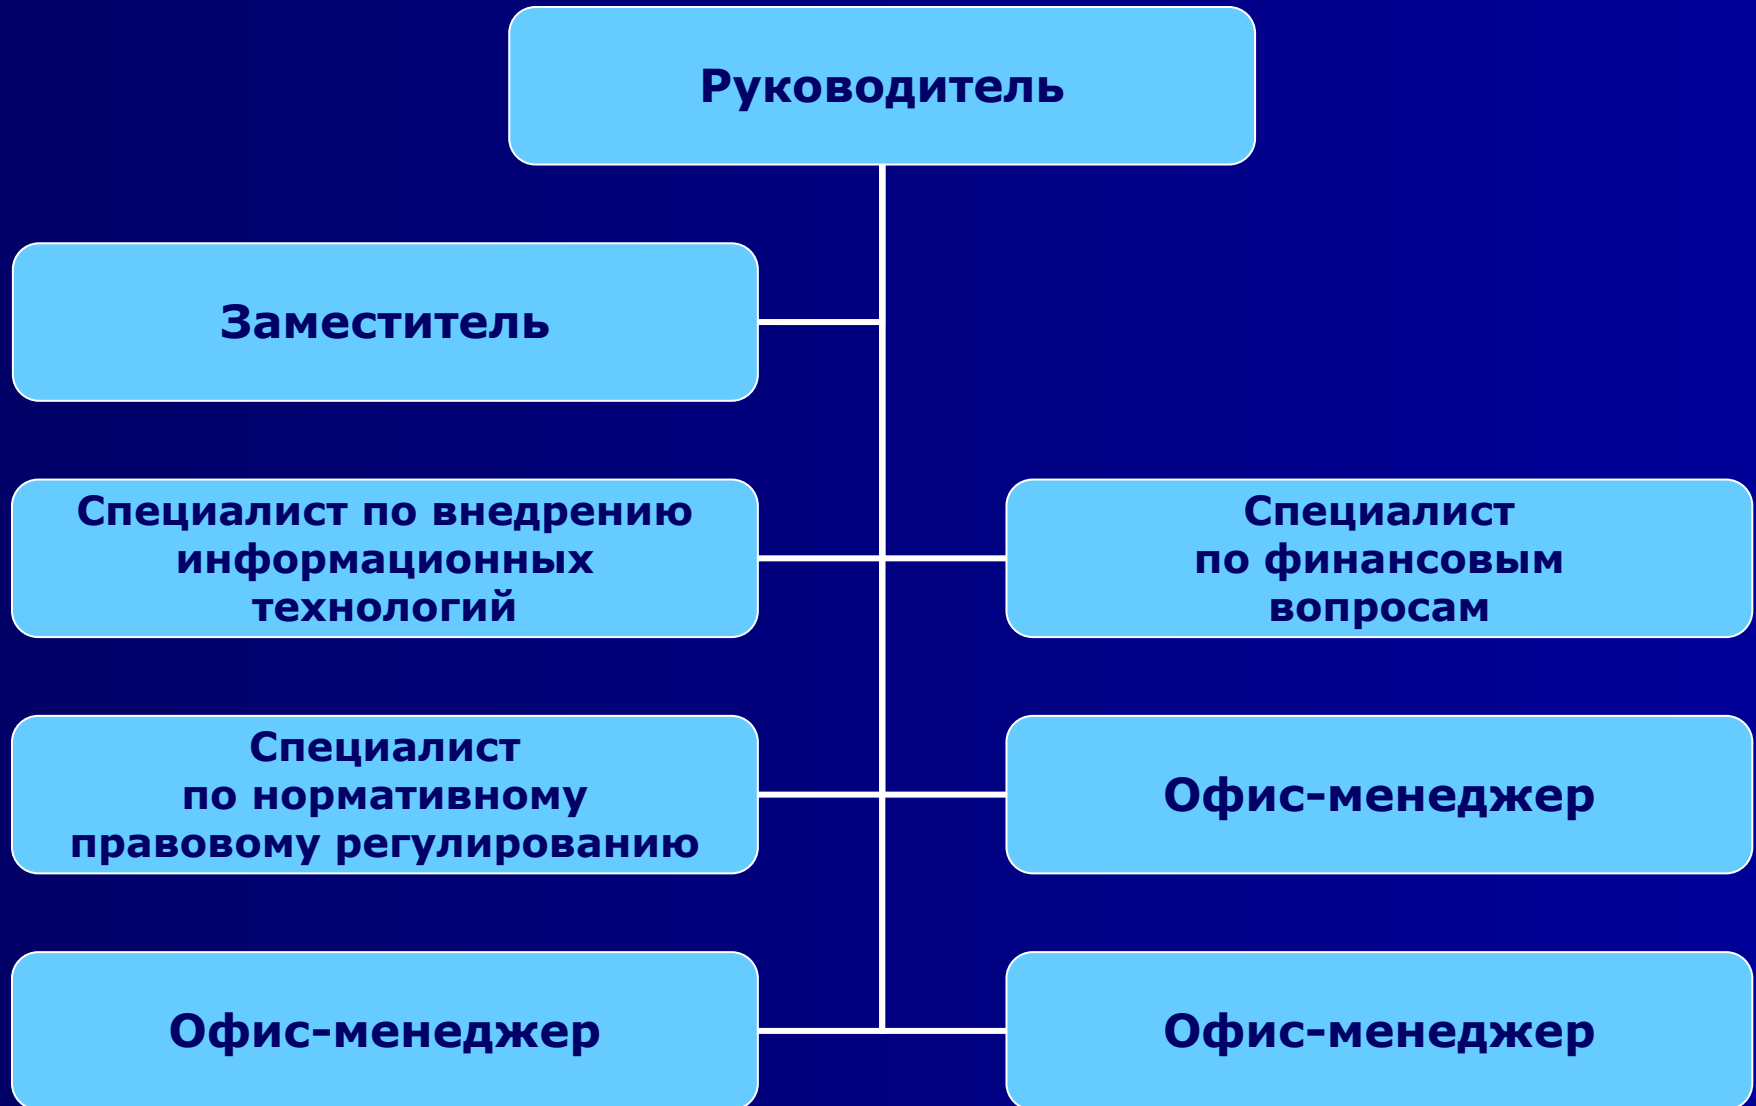 Руководитель
Заместитель
Специалист по внедрению
информационных
технологий
Специалист
по финансовым
вопросам
Специалист
по нормативному
правовому регулированию
Офис-менеджер
Офис-менеджер
Офис-менеджер